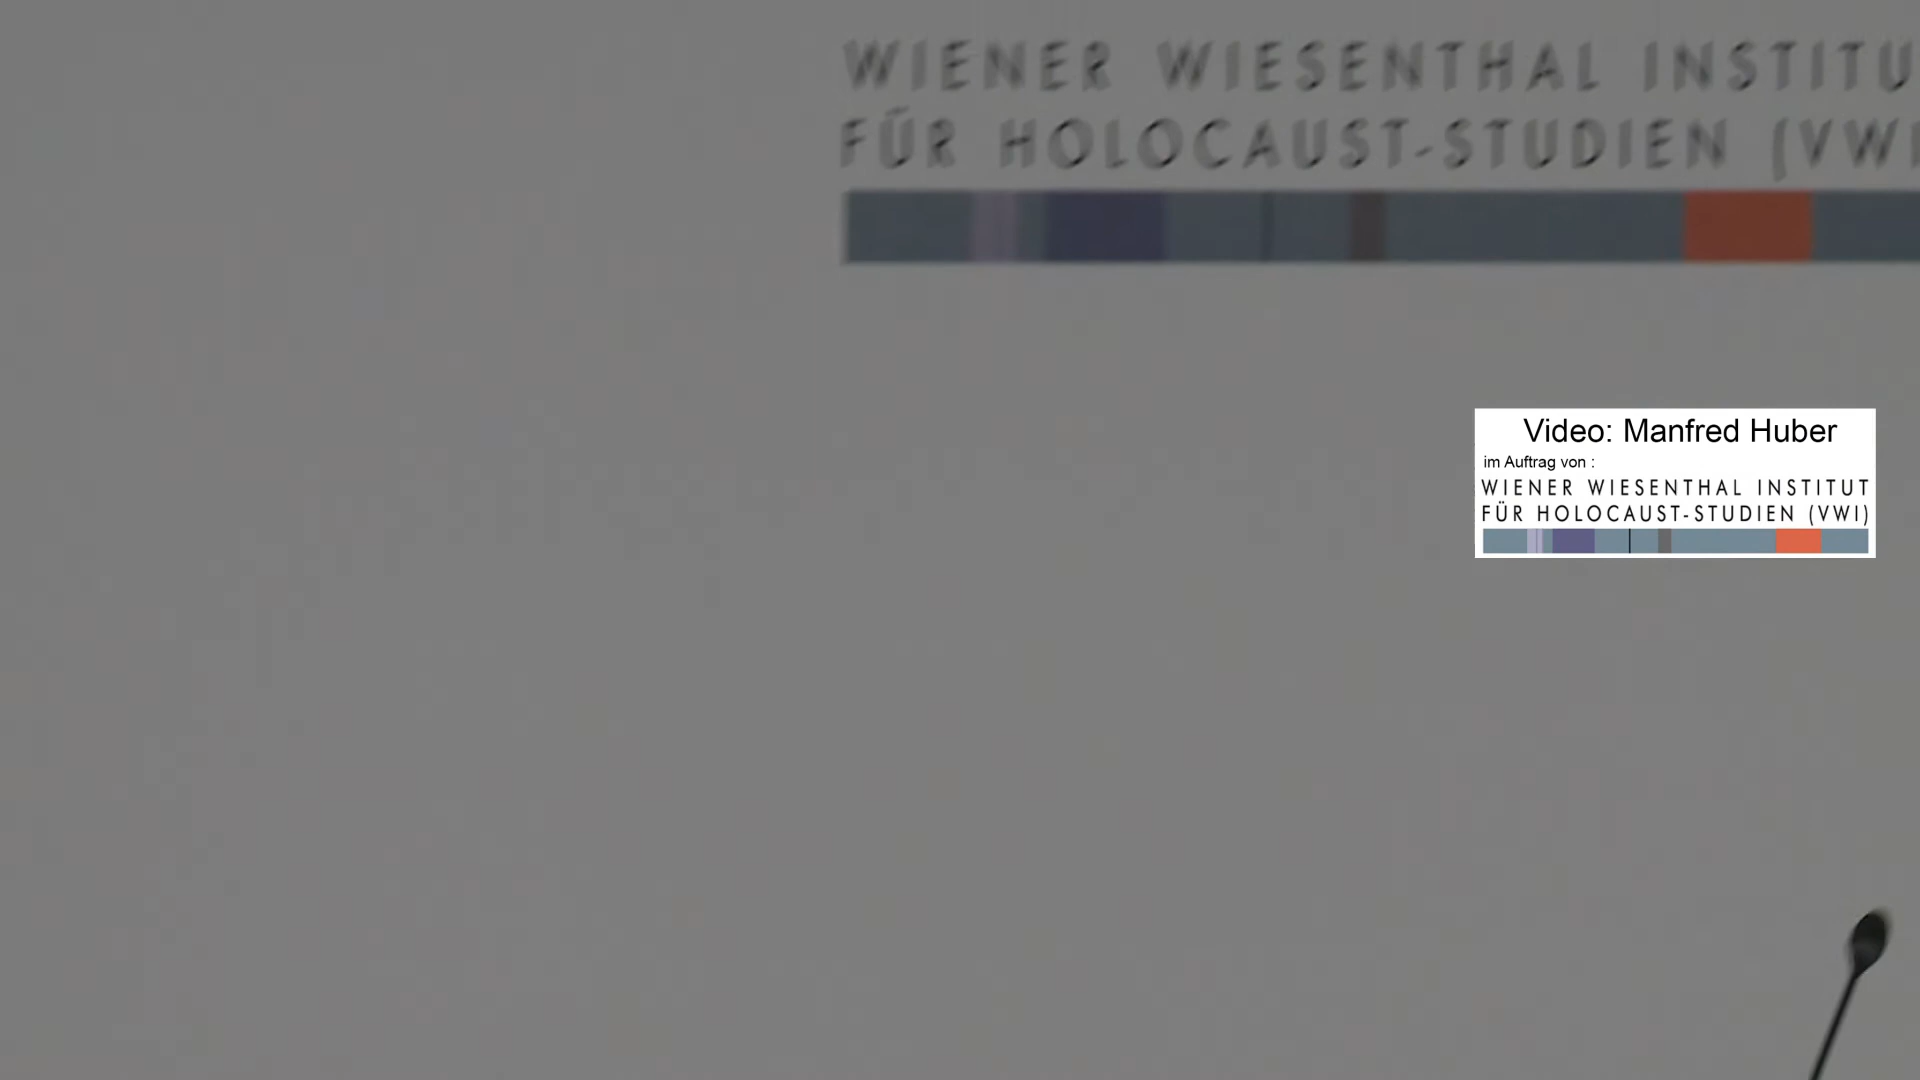 WIENER WIESENTHAL INSTITU
FÜR HOLOCAUST-STUDIEN (VWI
Video: Manfred Huber
im Auftrag von :
WIENER WIESENTHAL INSTITUT
FÜR HOLOCAUST-STUDIEN (VWI)